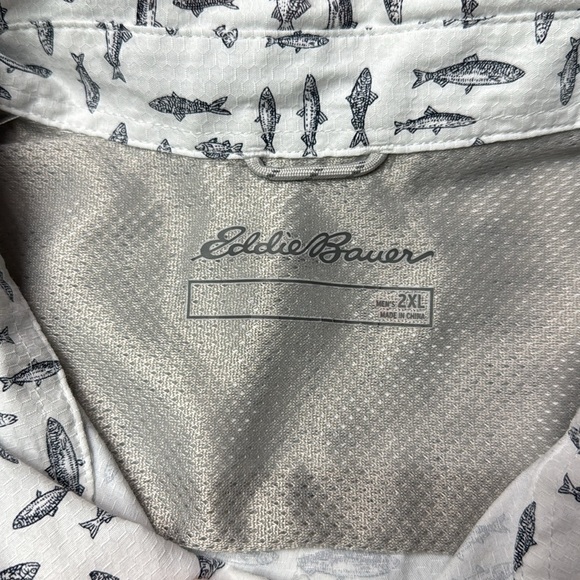 Eddie Bauer
MEN'S 2XL
MADE IN CHINA